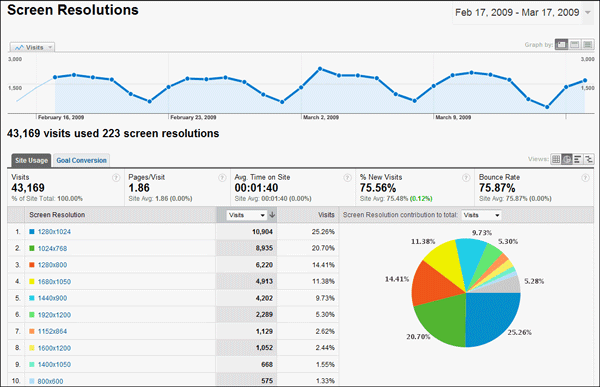 Screen Resolutions
Feb 17, 2009 - Mar 17, 2009
Visits
Graph by:
3,000 3,000
1,500 1,500
February 16, 2009 February 23, 2009 March 2, 2009 March 9, 2009
43,169 visits used 223 screen resolutions
Site Usage Goal Conversion Views:
Visits Pages/Visit Avg. Time on Site % New Visits Bounce Rate
43,169 1.86 00:01:40 75.56% 75.87%
% of Site Total: 100.00% Site Avg: 1.86 (0.00%) Site Avg: 00:01:40 (0.00%) Site Avg: 75.48% (0.12%) Site Avg: 75.87% (0.00%)
Screen Resolution Visits Visits Screen Resolution contribution to total: Visits
1. 1280x1024 10,904 25.26%
2. 1024x768 8,935 20.70%
3. 1280x800 6,220 14.41%
4. 1680x1050 4,913 11.38%
5. 1440x900 4,202 9.73%
6. 1920x1200 2,289 5.30%
7. 1152x864 1,129 2.62%
8. 1600x1200 1,052 2.44%
9. 1400x1050 668 1.55%
10. 800x600 575 1.33%
9.73%
11.38% 5.30%
14.41% 5.28%
20.70% 25.26%